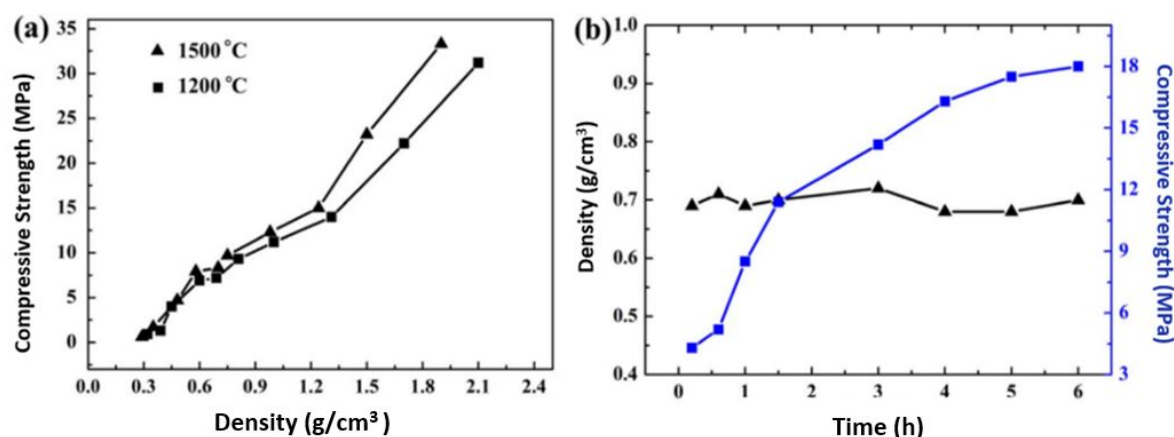 (a)
1500 °C
1200 °C
Compressive Strength (MPa)
35
30
25
20
15
10
5
0
0.0 0.3 0.6 0.9 1.2 1.5 1.8 2.1 2.4
Density (g/cm³ )
(b)
Density (g/cm³)
1.0
0.9
0.8
0.7
0.6
0.5
0.4
0 1 2 3 4 5 6
Time (h)
18
15
12
9
6
3
Compressive Strength (MPa)